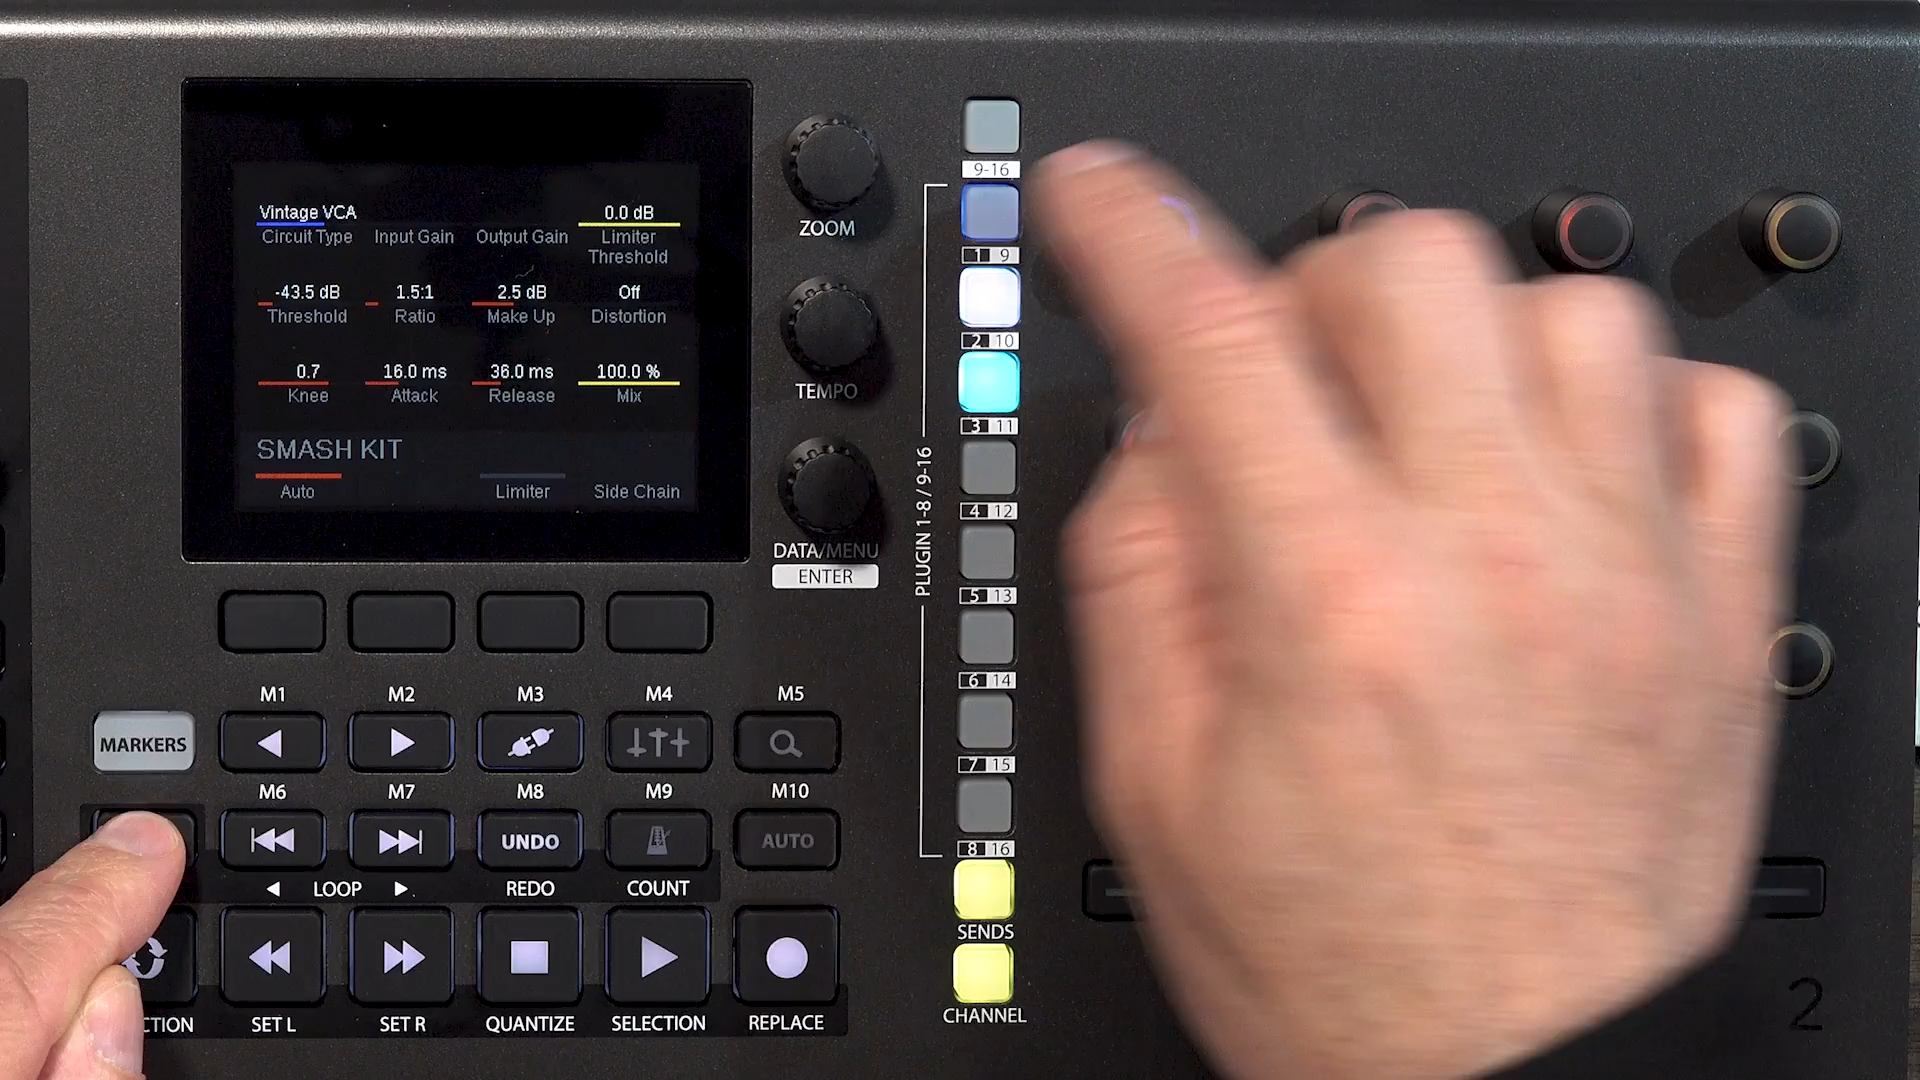 Vintage VCA
0.0 dB
Circuit Type Input Gain Output Gain Limiter
Threshold
-43.5 dB 1.5:1 2.5 dB Off
Threshold Ratio Make Up Distortion
0.7 16.0 ms 36.0 ms 100.0 %
Knee Attack Release Mix
SMASH KIT
Auto Limiter Side Chain
ZOOM
TEMPO
DATA/MENU
ENTER
9-16
1 9
2 10
3 11
4 12
5 13
6 14
7 15
8 16
PLUGIN 1-8 / 9-16
SENDS
CHANNEL
M1 M2 M3 M4 M5
MARKERS
M6 M7 M8 M9 M10
UNDO AUTO
LOOP REDO COUNT
CTION SET L SET R QUANTIZE SELECTION REPLACE
2